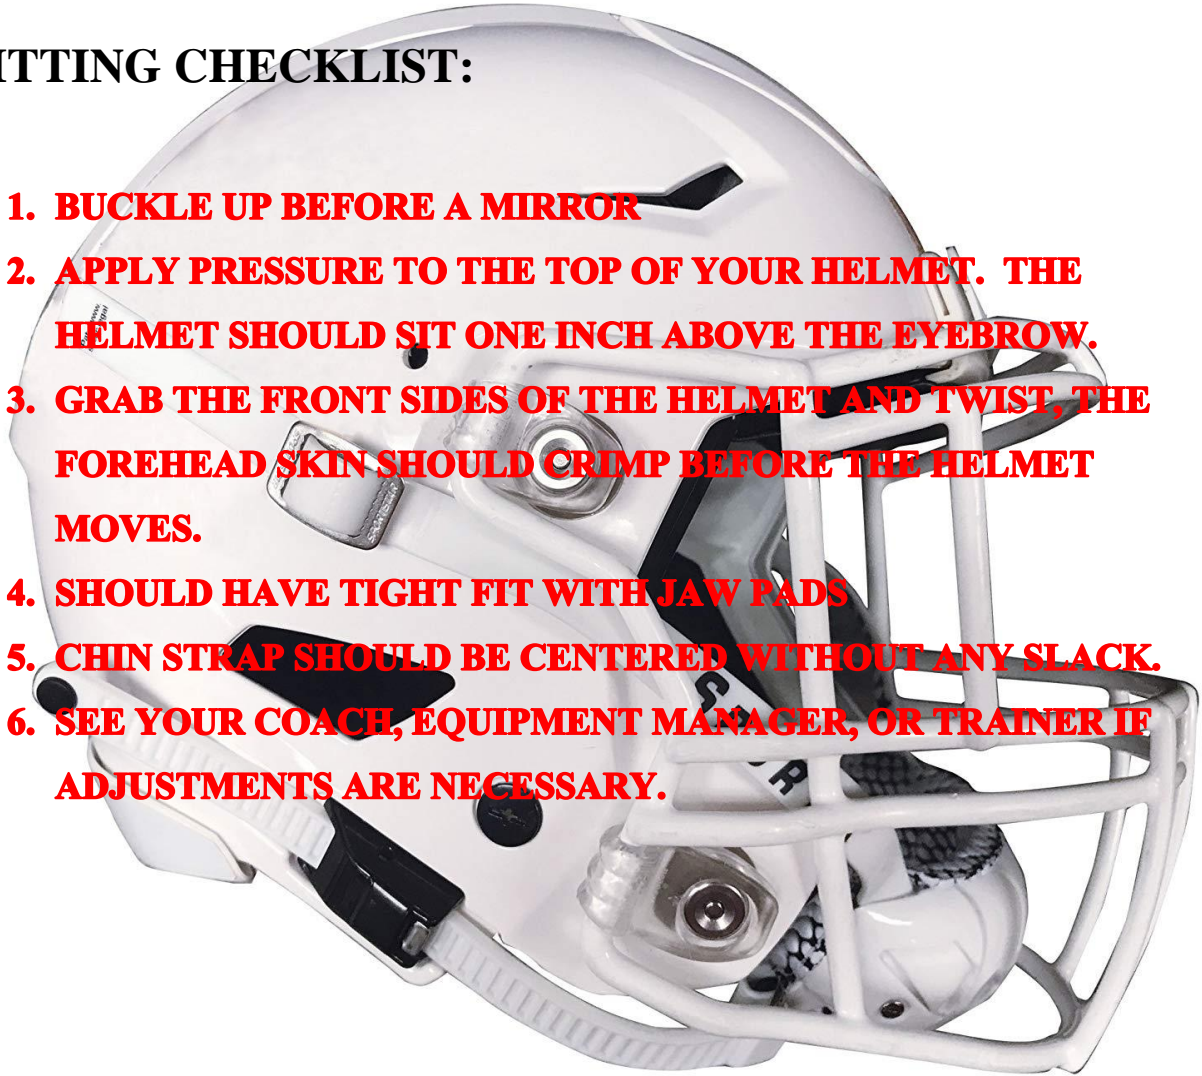 ITTING CHECKLIST:
1. BUCKLE UP BEFORE A MIRROR
2. APPLY PRESSURE TO THE TOP OF YOUR HELMET. THE
HELMET SHOULD SIT ONE INCH ABOVE THE EYEBROW.
3. GRAB THE FRONT SIDES OF THE HELMET AND TWIST, THE
FOREHEAD SKIN SHOULD CRIMP BEFORE THE HELMET
MOVES.
4. SHOULD HAVE TIGHT FIT WITH JAW PADS
5. CHIN STRAP SHOULD BE CENTERED WITHOUT ANY SLACK.
6. SEE YOUR COACH, EQUIPMENT MANAGER, OR TRAINER IF
ADJUSTMENTS ARE NECESSARY.